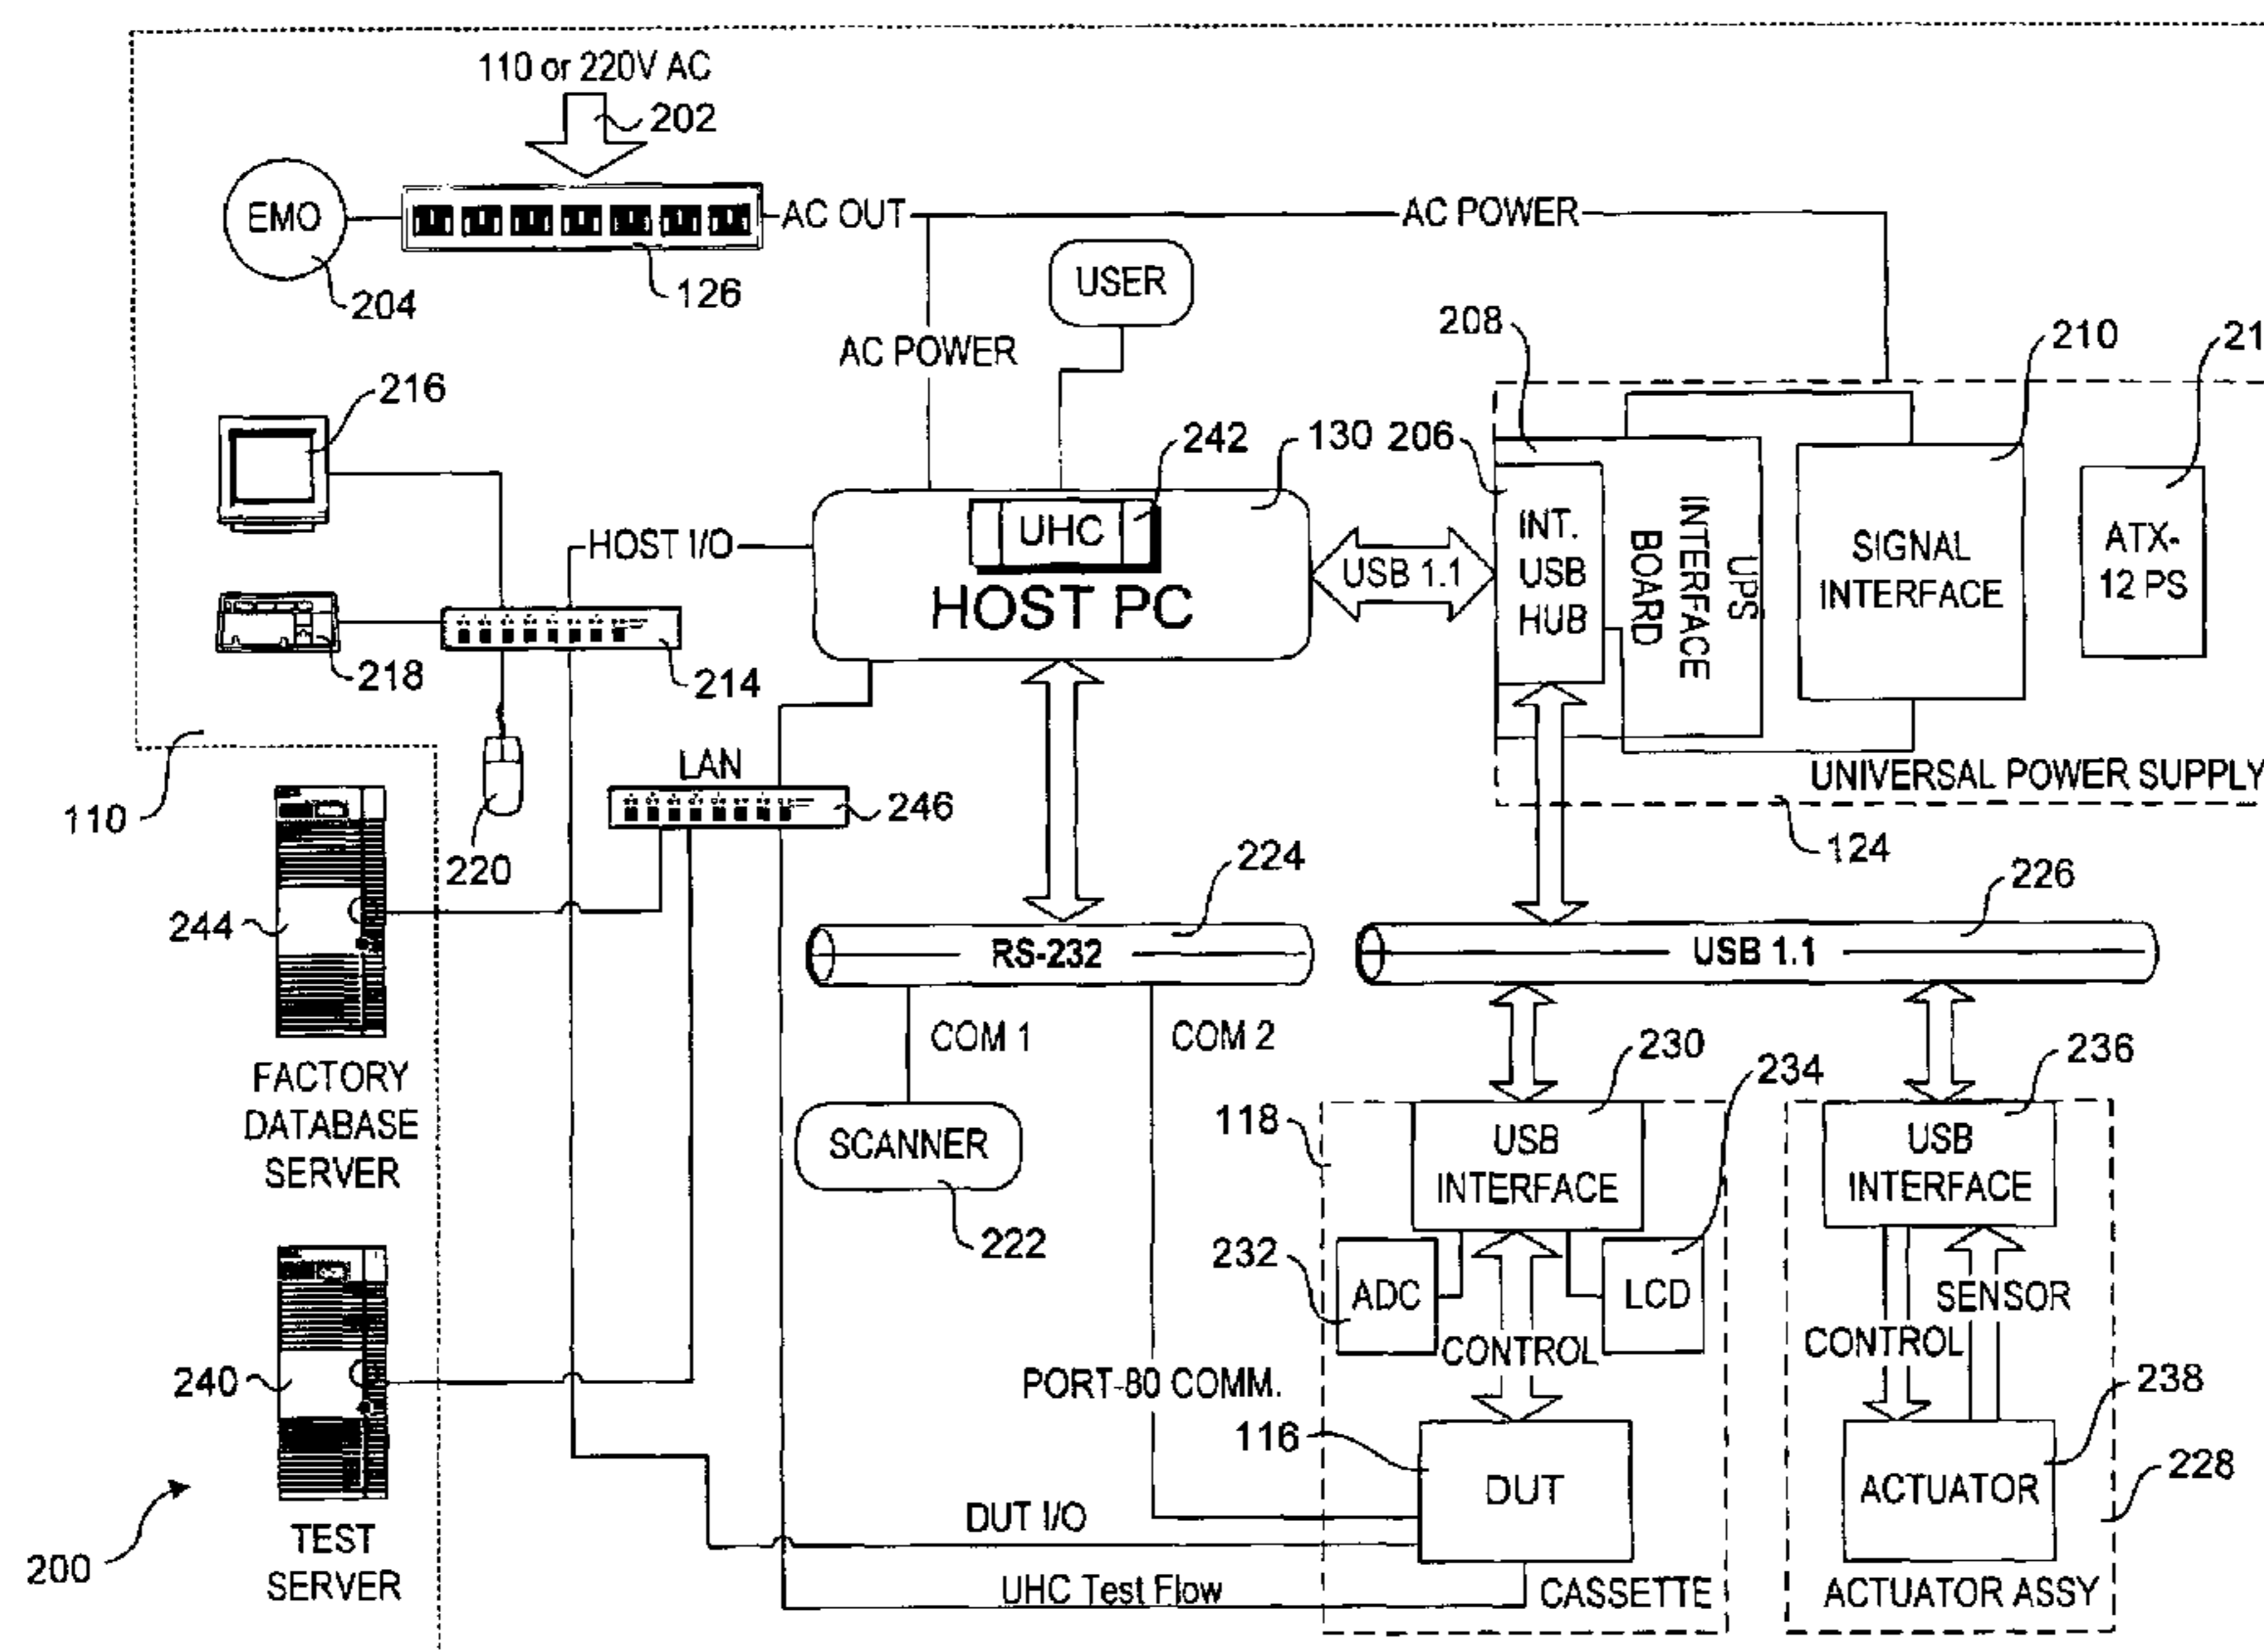 110 or 220V AC
202
EMO
AC OUT
AC POWER
204
126
USER
208
210
21
AC POWER
216
242
130
206
UHC
HOST I/O
HOST PC
USB 1.1
INT.
USB
HUB
UPS
INTERFACE
BOARD
SIGNAL
INTERFACE
ATX-
12 PS
218
214
LAN
UNIVERSAL POWER SUPPLY
110
246
124
220
224
226
244
RS-232
USB 1.1
COM 1
COM 2
230
234
236
FACTORY
DATABASE
SERVER
118
SCANNER
USB
INTERFACE
USB
INTERFACE
222
232
ADC
LCD
SENSOR
CONTROL
CONTROL
240
PORT-80 COMM.
238
116
DUT
ACTUATOR
228
DUT I/O
TEST
SERVER
200
UHC Test Flow
CASSETTE
ACTUATOR ASSY